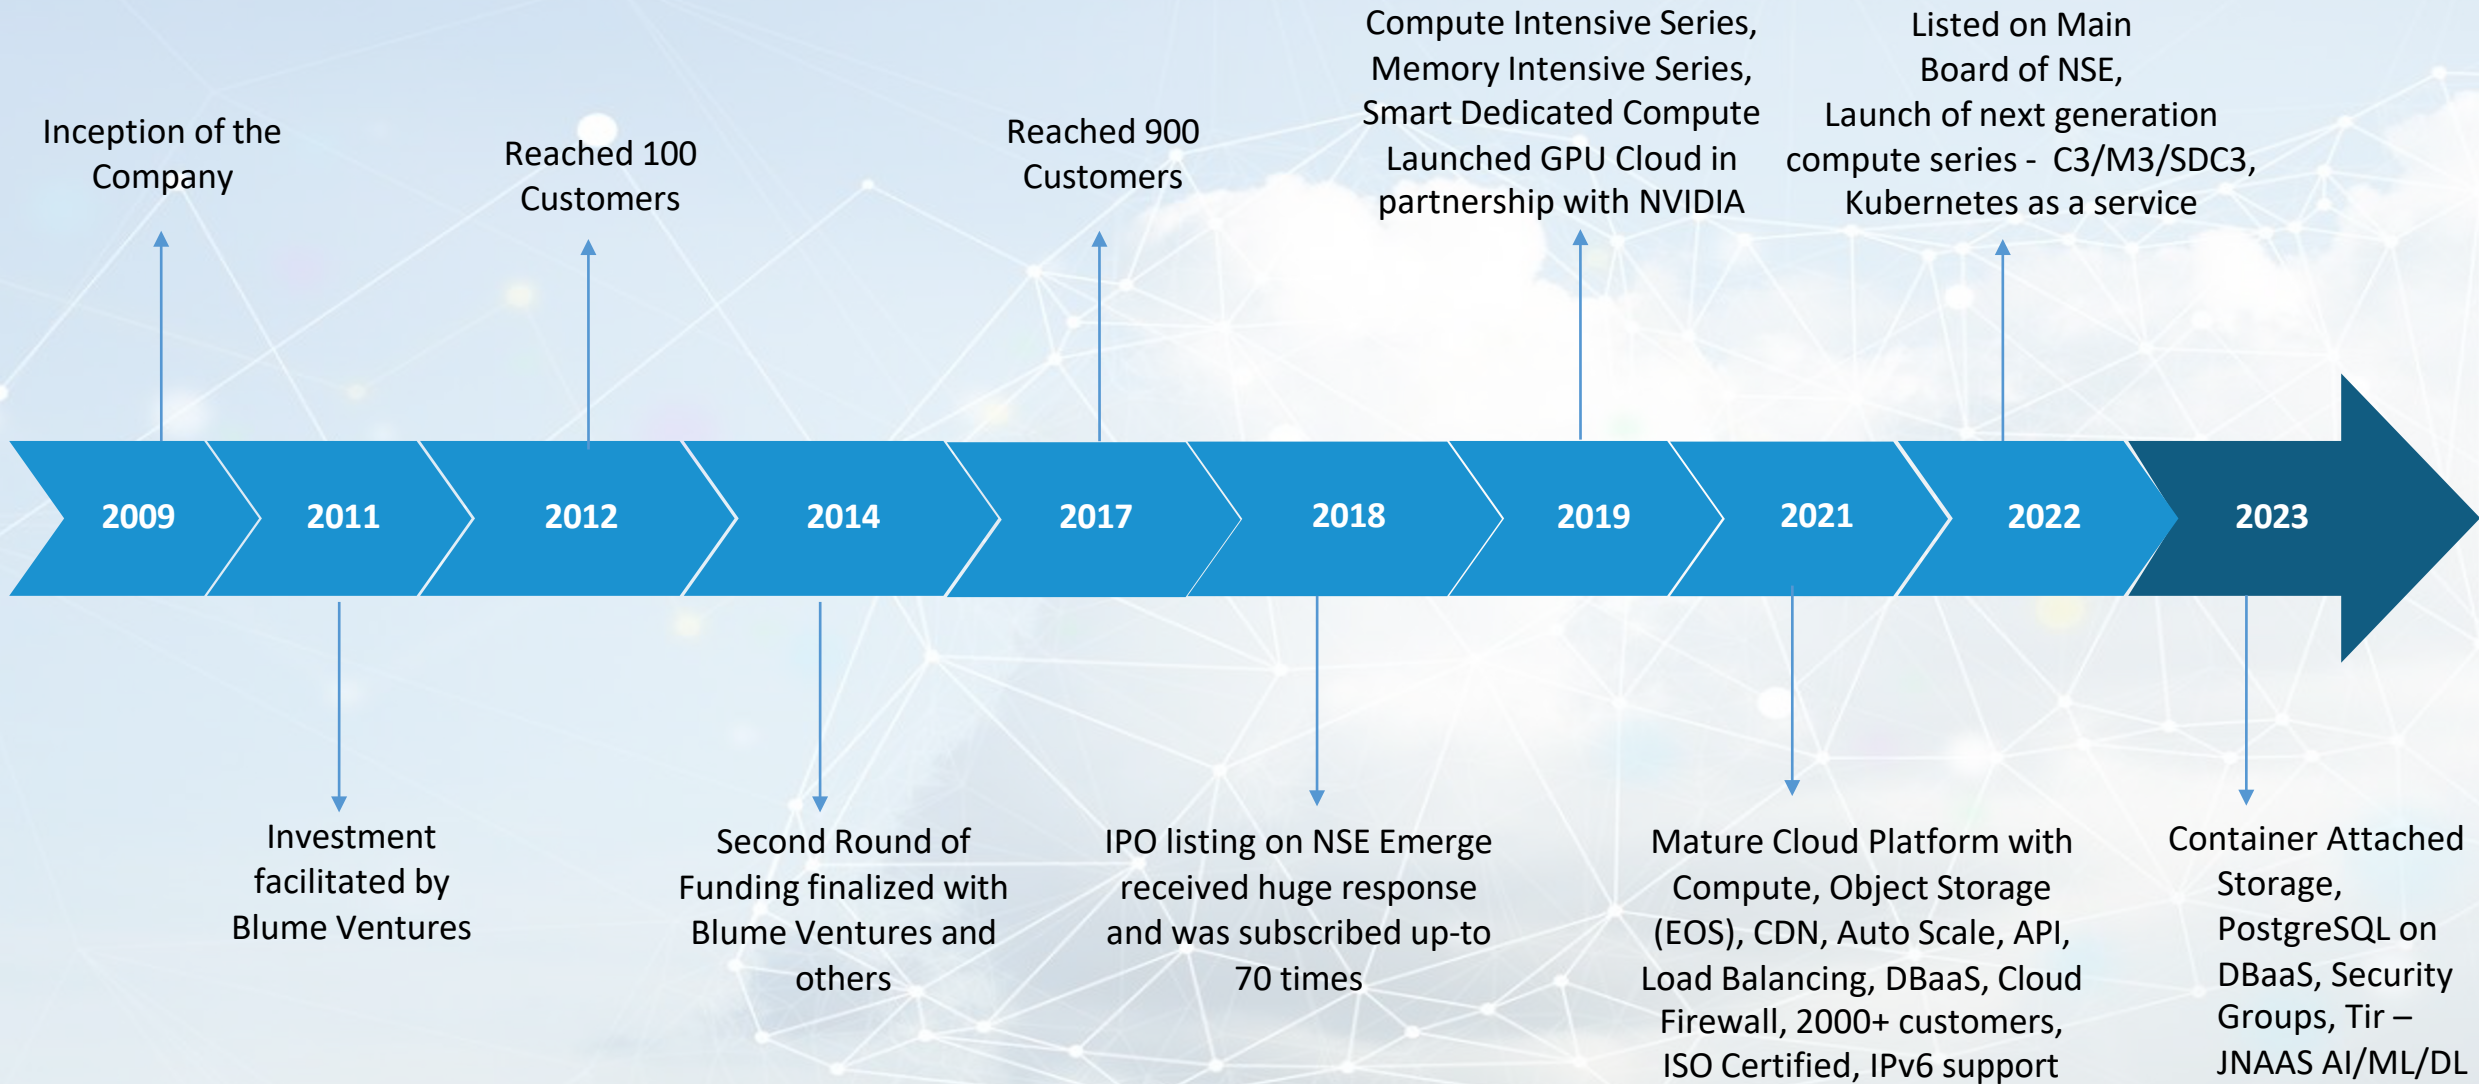 Inception of the
Company
Reached 100
Customers
Reached 900
Customers
Compute Intensive Series,
Memory Intensive Series,
Smart Dedicated Compute
Launched GPU Cloud in
partnership with NVIDIA
Listed on Main
Board of NSE,
Launch of next generation
compute series - C3/M3/SDC3,
Kubernetes as a service
2009
2011
2012
2014
2017
2018
2019
2021
2022
2023
Investment
facilitated by
Blume Ventures
Second Round of
Funding finalized with
Blume Ventures and
others
IPO listing on NSE Emerge
received huge response
and was subscribed up-to
70 times
Mature Cloud Platform with
Compute, Object Storage
(EOS), CDN, Auto Scale, API,
Load Balancing, DBaaS, Cloud
Firewall, 2000+ customers,
ISO Certified, IPv6 support
Container Attached
Storage,
PostgreSQL on
DBaaS, Security
Groups, Tir –
JNAAS AI/ML/DL